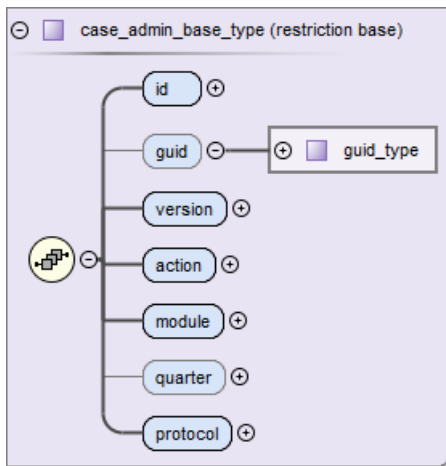 case_admin_base_type (restriction base)
id
guid
guid_type
version
action
module
quarter
protocol